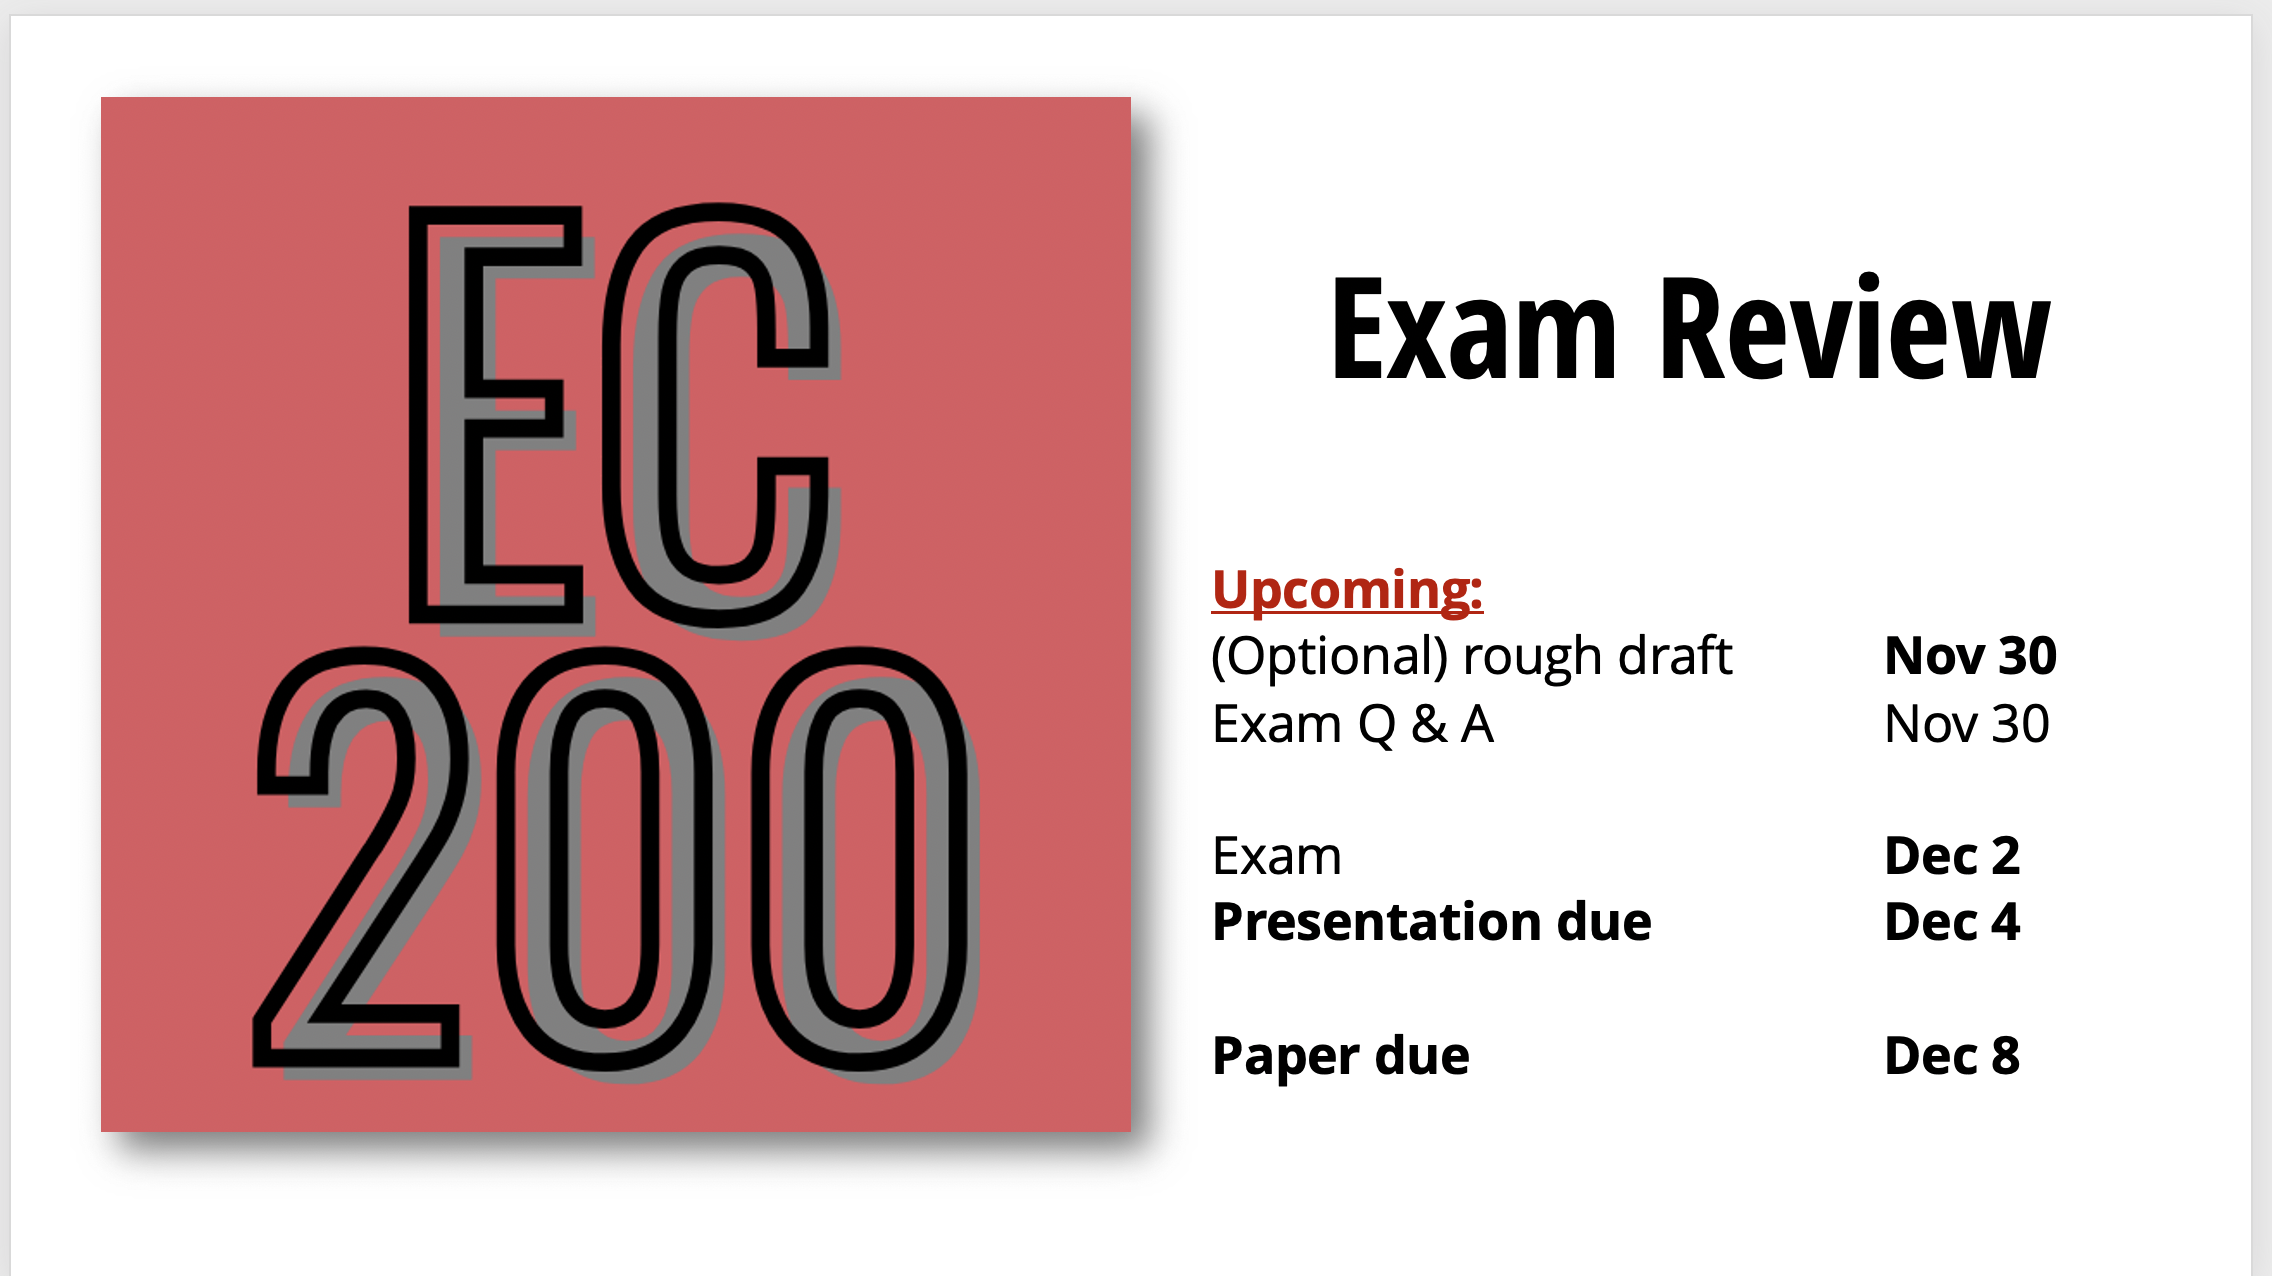 EC
200
Exam Review
Upcoming:
(Optional) rough draft Nov 30
Exam Q & A Nov 30
Exam Dec 2
Presentation due Dec 4
Paper due Dec 8